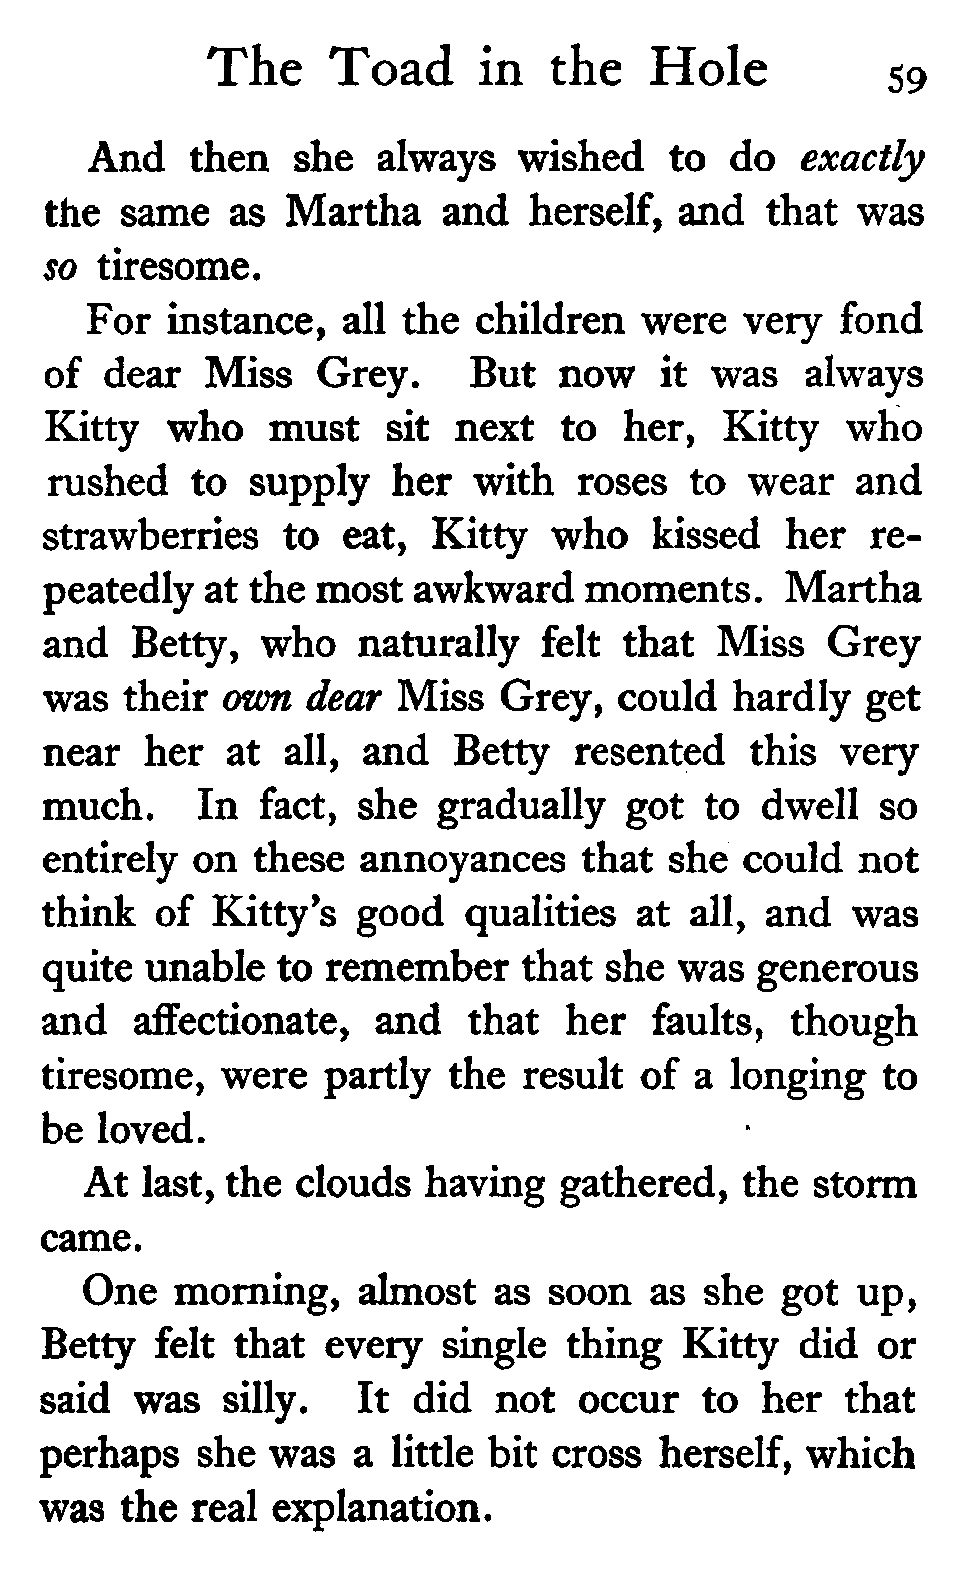 The Toad in the Hole 59
And then she always wished to do exactly
the same as Martha and herself, and that was
so tiresome.
For instance, all the children were very fond
of dear Miss Grey. But now it was always
Kitty who must sit next to her, Kitty who
rushed to supply her with roses to wear and
strawberries to eat, Kitty who kissed her re-
peatedly at the most awkward moments. Martha
and Betty, who naturally felt that Miss Grey
was their own dear Miss Grey, could hardly get
near her at all, and Betty resented this very
much. In fact, she gradually got to dwell so
entirely on these annoyances that she could not
think of Kitty's good qualities at all, and was
quite unable to remember that she was generous
and affectionate, and that her faults, though
tiresome, were partly the result of a longing to
be loved.
At last, the clouds having gathered, the storm
came.
One morning, almost as soon as she got up,
Betty felt that every single thing Kitty did or
said was silly. It did not occur to her that
perhaps she was a little bit cross herself, which
was the real explanation.